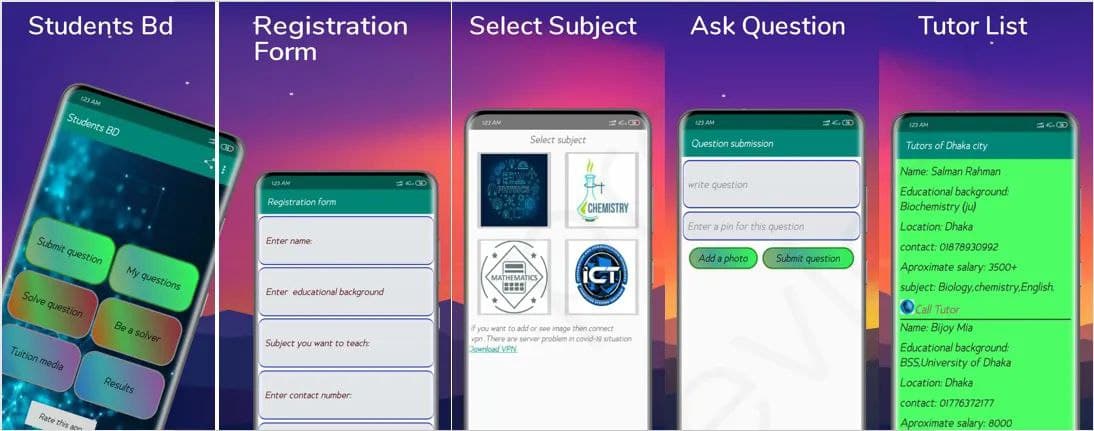 Students Bd
1:23 AM
Students BD
Submit question
My questions
Solve question
Be a solver
Tuition media
Results
Rate this app
Registration
Form
1:23 AM
Registration form
Enter name:
Enter  educational background
Subject you want to teach:
Enter contact number:
Select Subject
1:23 AM
Select subject
PHYSICS
CHEMISTRY
MATHEMATICS
ICT
if you want to add or see image then connect
vpn .There are server problem in covid-19 situation
Download VPN
Ask Question
1:23 AM
Question submission
write question
Enter a pin for this question
Add a photo
Submit question
Tutor List
1:23 AM
Tutors of Dhaka city
Name: Salman Rahman
Educational background:
Biochemistry (ju)
Location: Dhaka
contact: 01878930992
Aproximate salary: 3500+
subject: Biology,chemistry,English.
Call Tutor
Name: Bijoy Mia
Educational background:
BSS,University of Dhaka
Location: Dhaka
contact: 01776372177
Aproximate salary: 8000